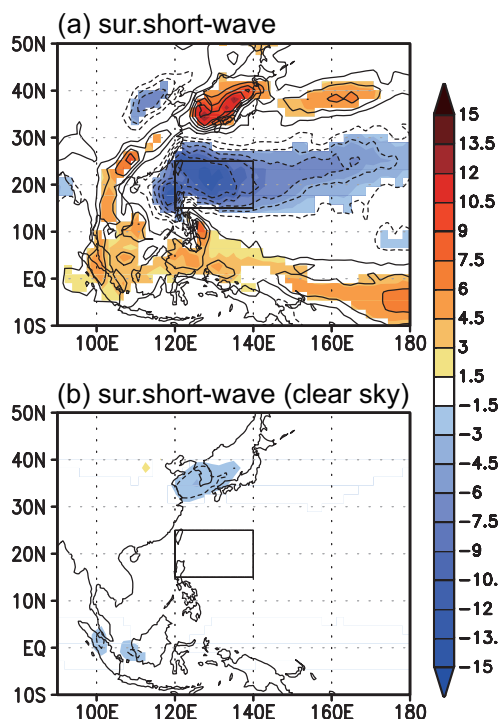 (a) sur.short-wave
50N
40N
30N
20N
10N
EQ
10S
100E 120E 140E 160E 180
15
13.5
12
10.5
9
7.5
6
4.5
3
1.5
-1.5
-3
-4.5
-6
-7.5
-9
-10.
-12
-13.
-15
(b) sur.short-wave (clear sky)
50N
40N
30N
20N
10N
EQ
10S
100E 120E 140E 160E 180